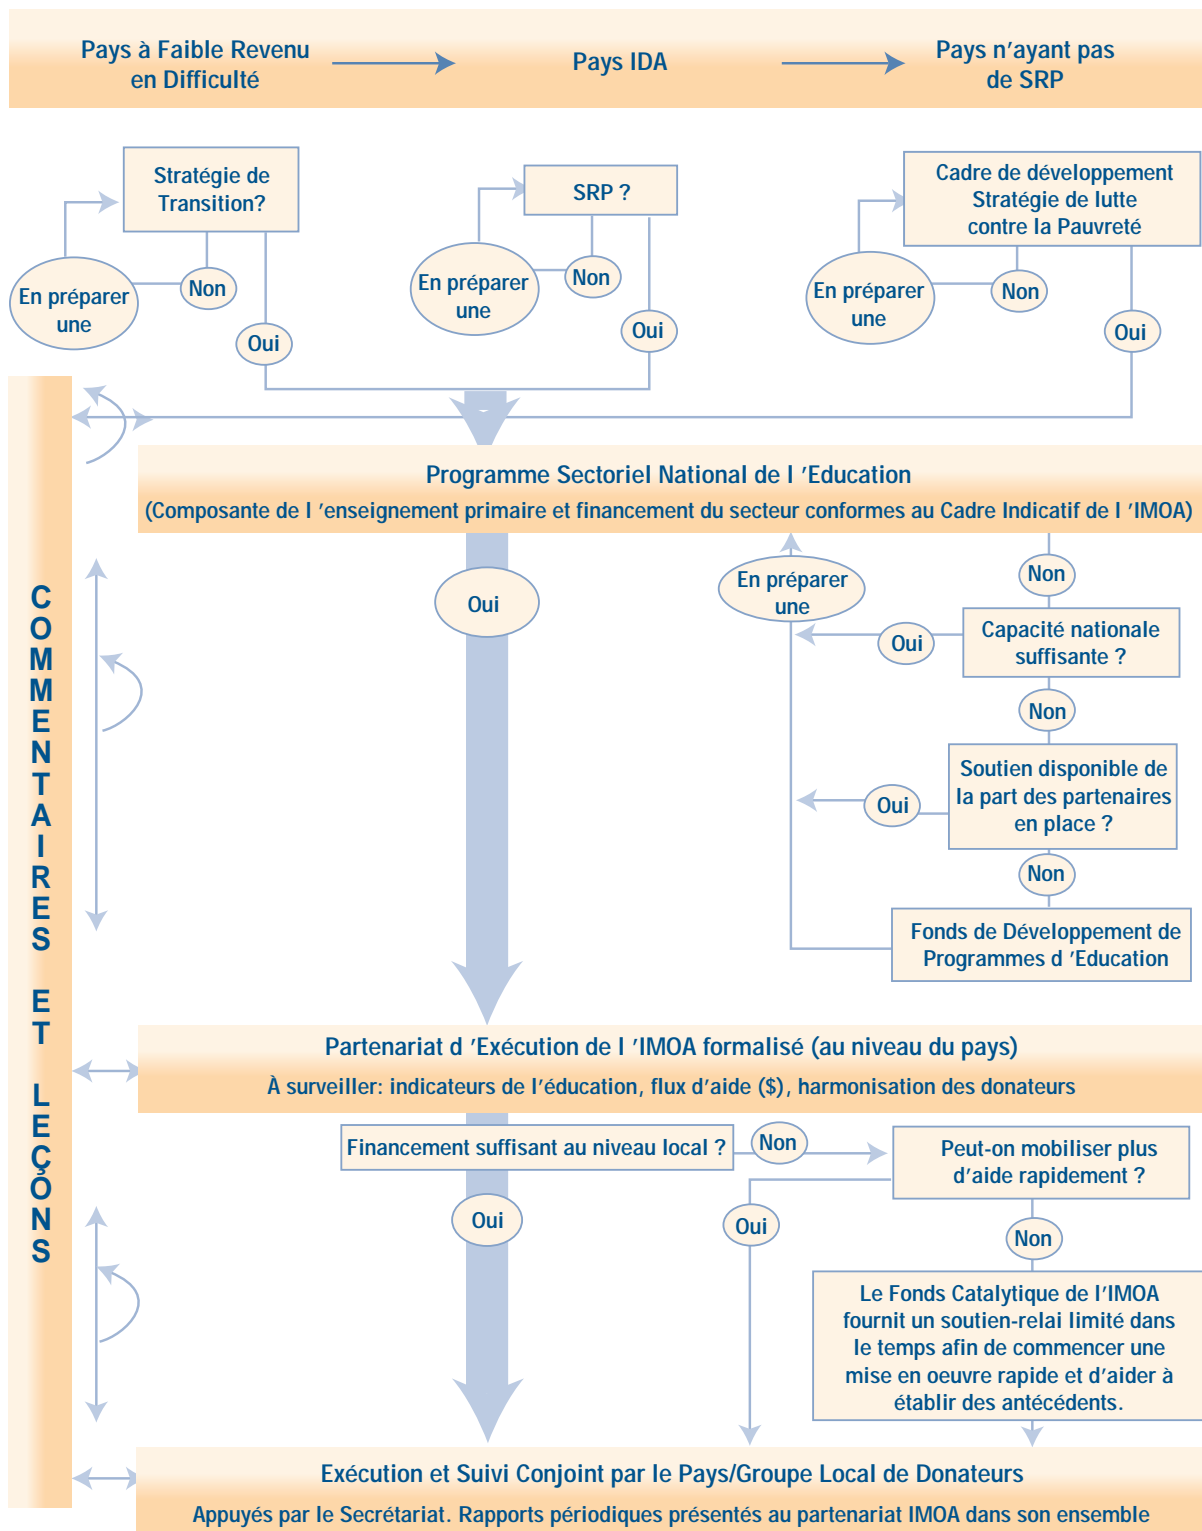 Pays à Faible Revenu
en Difficulté
Pays IDA
Pays n'ayant pas
de SRP
Stratégie de
Transition?
En préparer
une
Non
Oui
SRP ?
En préparer
une
Non
Oui
Cadre de développement
Stratégie de lutte
contre la Pauvreté
En préparer
une
Non
Oui
COMMENTAIRES ET LEÇONS
Programme Sectoriel National de l 'Education
(Composante de l 'enseignement primaire et financement du secteur conformes au Cadre Indicatif de l 'IMOA)
Oui
En préparer
une
Non
Capacité nationale
suffisante ?
Oui
Non
Soutien disponible de
la part des partenaires
en place ?
Oui
Non
Fonds de Développement de
Programmes d 'Education
Partenariat d 'Exécution de l 'IMOA formalisé (au niveau du pays)
À surveiller: indicateurs de l'éducation, flux d'aide ($), harmonisation des donateurs
Financement suffisant au niveau local ?
Non
Peut-on mobiliser plus
d'aide rapidement ?
Oui
Oui
Non
Le Fonds Catalytique de l'IMOA
fournit un soutien-relai limité dans
le temps afin de commencer une
mise en oeuvre rapide et d'aider à
établir des antécédents.
Exécution et Suivi Conjoint par le Pays/Groupe Local de Donateurs
Appuyés par le Secrétariat. Rapports périodiques présentés au partenariat IMOA dans son ensemble